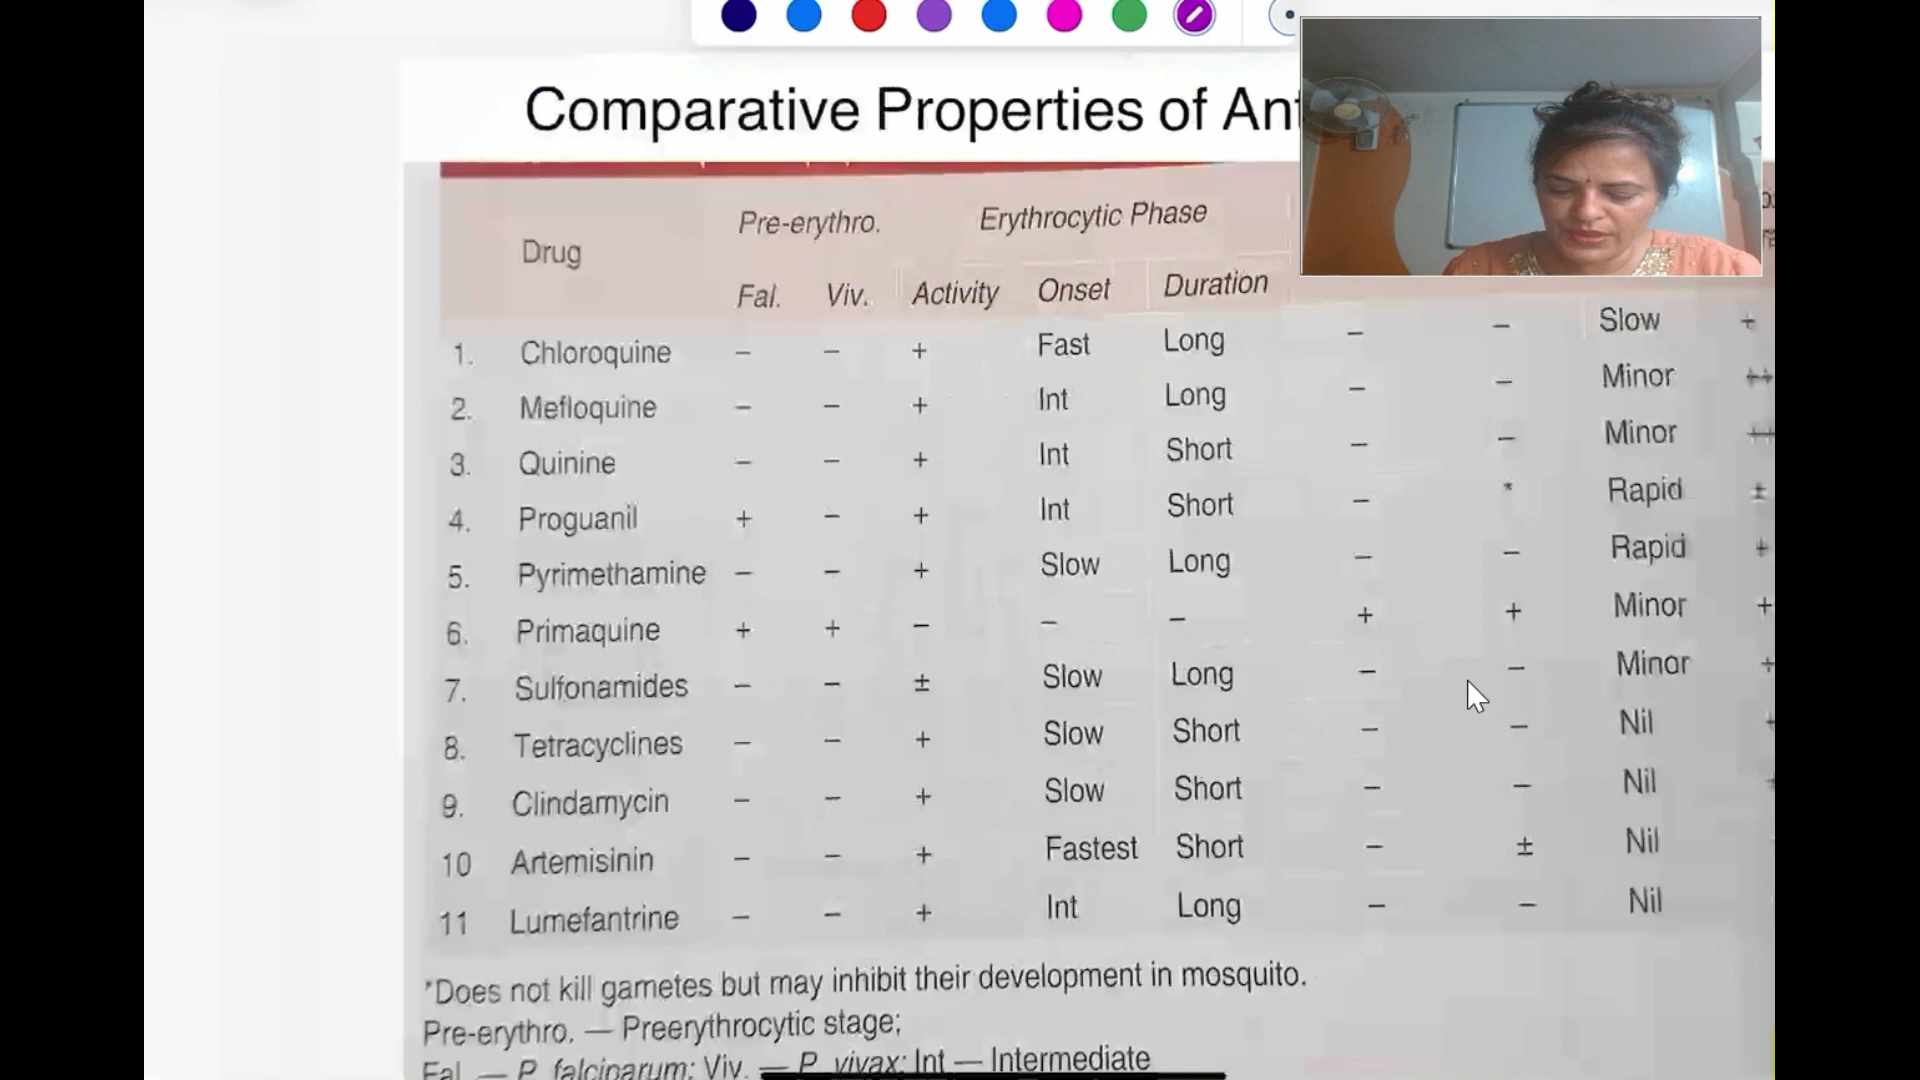 Comparative Properties of Ant
Drug Pre-erythro. Erythrocytic Phase
Fal. Viv. Activity Onset Duration
1. Chloroquine – – + Fast Long – – Slow +
2. Mefloquine – – + Int Long – – Minor ++
3. Quinine – – + Int Short – – Minor ++
4. Proguanil + – + Int Short – * Rapid ±
5. Pyrimethamine – – + Slow Long – – Rapid +
6. Primaquine + + – – – + + Minor +
7. Sulfonamides – – ± Slow Long – – Minor +
8. Tetracyclines – – + Slow Short – – Nil
9. Clindamycin – – + Slow Short – – Nil
10 Artemisinin – – + Fastest Short – ± Nil
11 Lumefantrine – – + Int Long – – Nil
*Does not kill gametes but may inhibit their development in mosquito.
Pre-erythro. — Preerythrocytic stage;
Fal. — P. falciparum; Viv. — P. vivax; Int — Intermediate